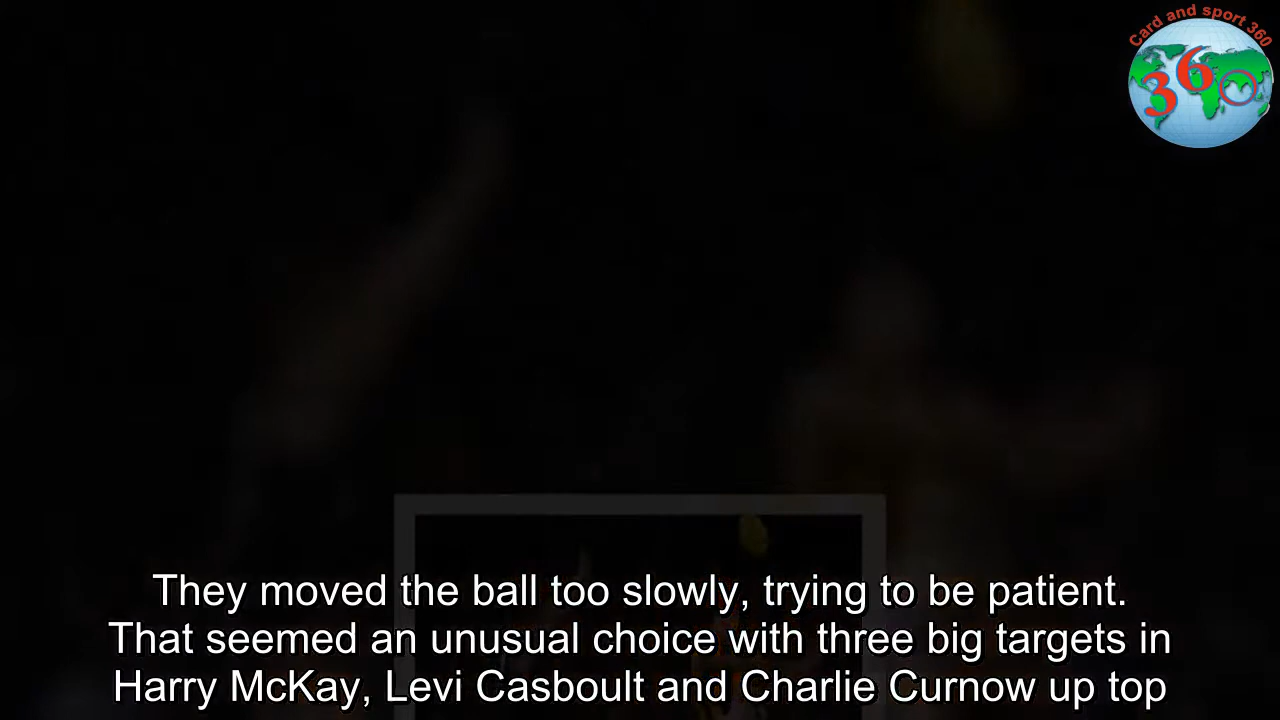 Card and sport 360
360
They moved the ball too slowly, trying to be patient.
That seemed an unusual choice with three big targets in
Harry McKay, Levi Casboult and Charlie Curnow up top